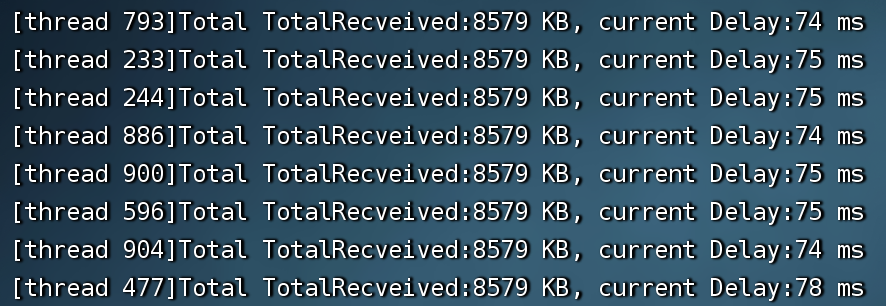 [thread 793]Total TotalRecveived:8579 KB, current Delay:74 ms
[thread 233]Total TotalRecveived:8579 KB, current Delay:75 ms
[thread 244]Total TotalRecveived:8579 KB, current Delay:75 ms
[thread 886]Total TotalRecveived:8579 KB, current Delay:74 ms
[thread 900]Total TotalRecveived:8579 KB, current Delay:75 ms
[thread 596]Total TotalRecveived:8579 KB, current Delay:75 ms
[thread 904]Total TotalRecveived:8579 KB, current Delay:74 ms
[thread 477]Total TotalRecveived:8579 KB, current Delay:78 ms